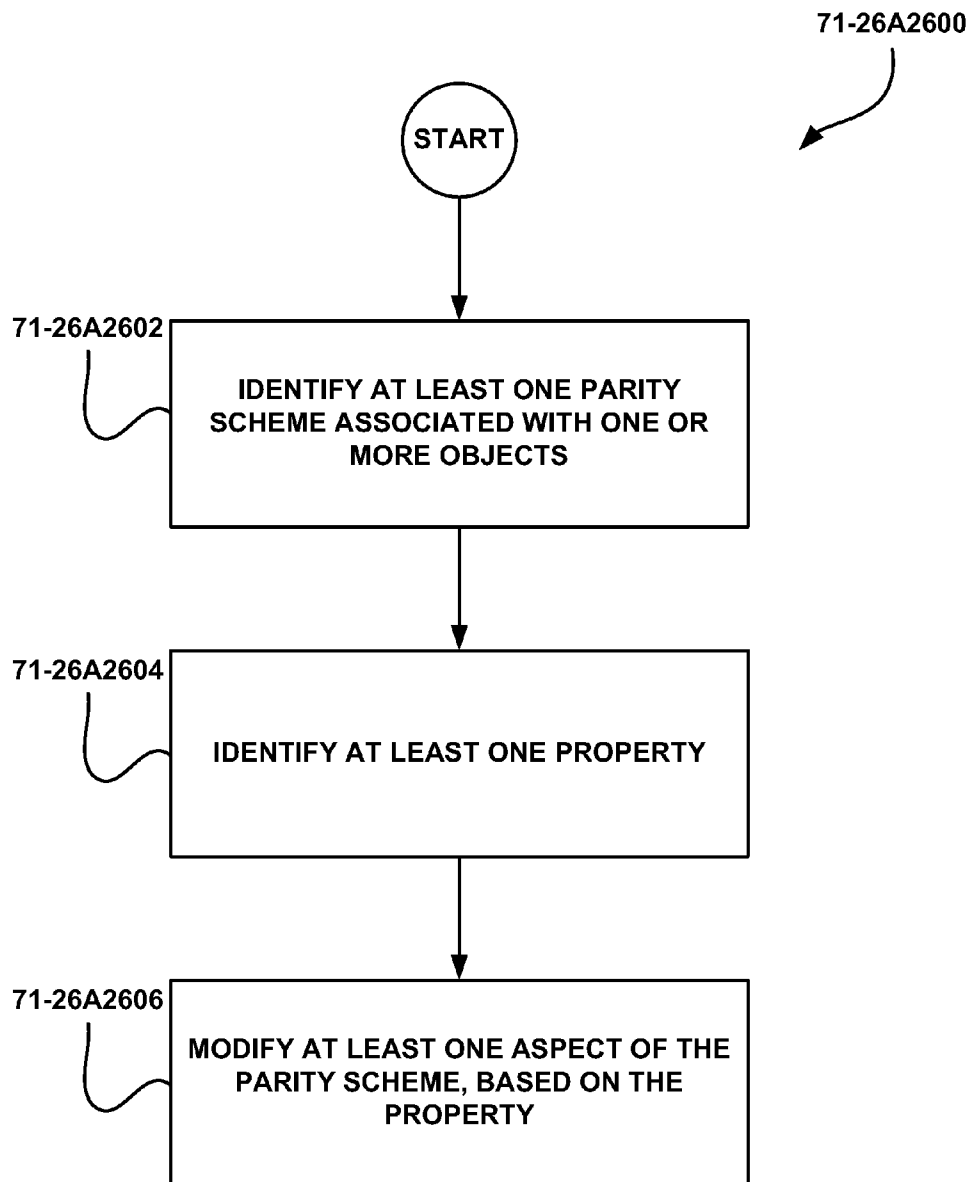 71-26A2600
START
71-26A2602
IDENTIFY AT LEAST ONE PARITY
SCHEME ASSOCIATED WITH ONE OR
MORE OBJECTS
71-26A2604
IDENTIFY AT LEAST ONE PROPERTY
71-26A2606
MODIFY AT LEAST ONE ASPECT OF THE
PARITY SCHEME, BASED ON THE
PROPERTY